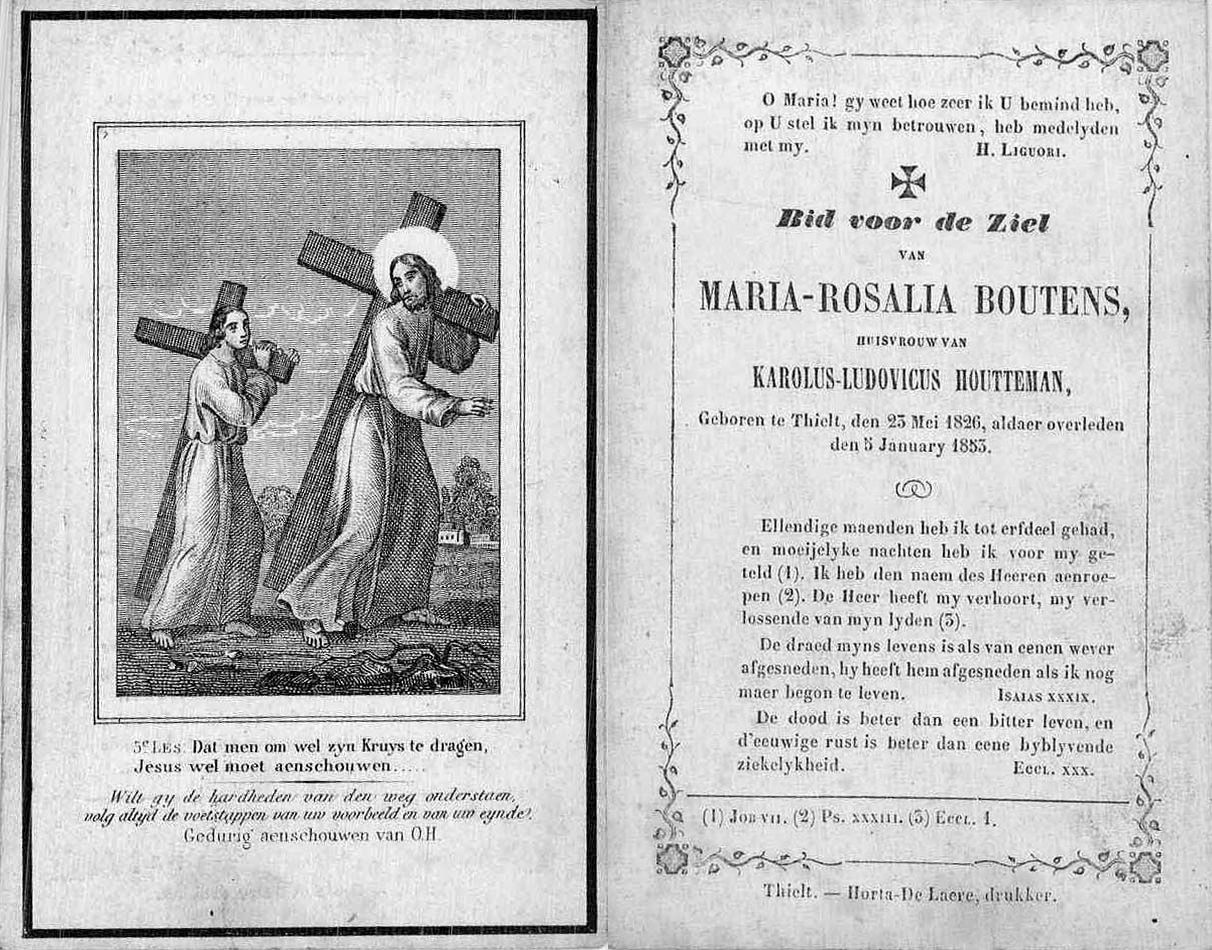 5e LES: Dat men om wel zyn Kruys te dragen,
Jesus wel moet aenschouwen.....
Wilt gy de hardheden van den weg onderstaen,
volg altyd de voetstappen van uw voorbeeld en van uw eynde.
Gedurig aenschouwen van O.H
O Maria! gy weet hoe zeer ik U bemind heb,
op U stel ik myn betrouwen, heb medelyden
met my. H. LIGUORI.
Bid voor de Ziel
VAN
MARIA-ROSALIA BOUTENS,
HUISVROUW VAN
KAROLUS-LUDOVICUS HOUTTEMAN,
Geboren te Thielt, den 23 Mei 1826, aldaer overleden
den 5 January 1853.
Ellendige maenden heb ik tot erfdeel gehad,
en moeijelyke nachten heb ik voor my ge-
teld (1). Ik heb den naem des Heeren aenroe-
pen (2). De Heer heeft my verhoort, my ver-
lossende van myn lyden (3).
De draed myns levens is als van eenen wever
afgesneden, hy heeft hem afgesneden als ik nog
maer begon te leven. ISAIAS XXXIX.
De dood is beter dan een bitter leven, en
d'eeuwige rust is beter dan eene byblyvende
ziekelykheid. ECCL. XXX.
(1) JOB VII. (2) Ps. XXXIII. (3) ECCL. 1.
Thielt. — Horta-De Laere, drukker.